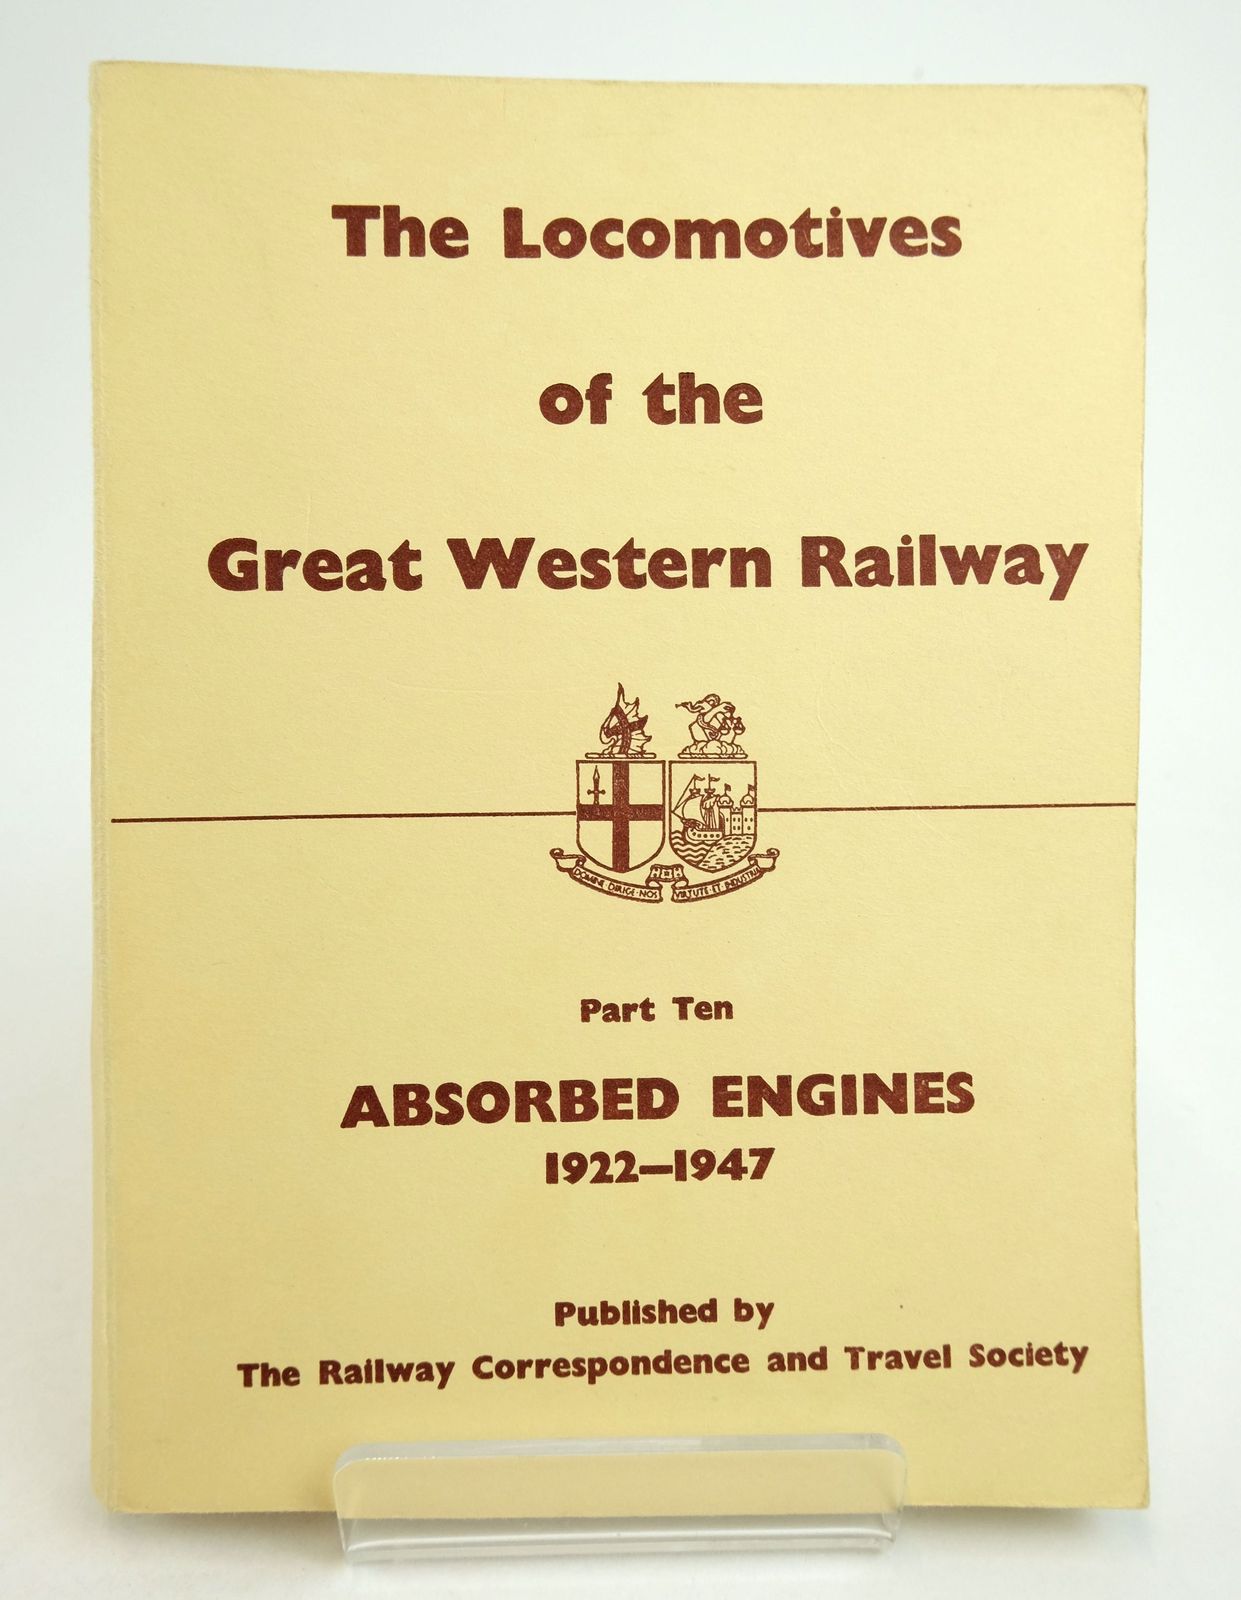 The Locomotives
of the
Great Western Railway
DOMINE·DIRIGE·NOS VIRTUTE·ET·INDUSTRIA
Part Ten
ABSORBED ENGINES
1922—1947
Published by
The Railway Correspondence and Travel Society